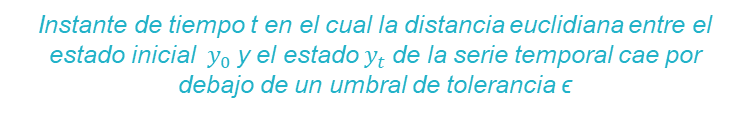 Instante de tiempo t en el cual la distancia euclidiana entre el
estado inicial y₀ y el estado yₜ de la serie temporal cae por
debajo de un umbral de tolerancia ϵ